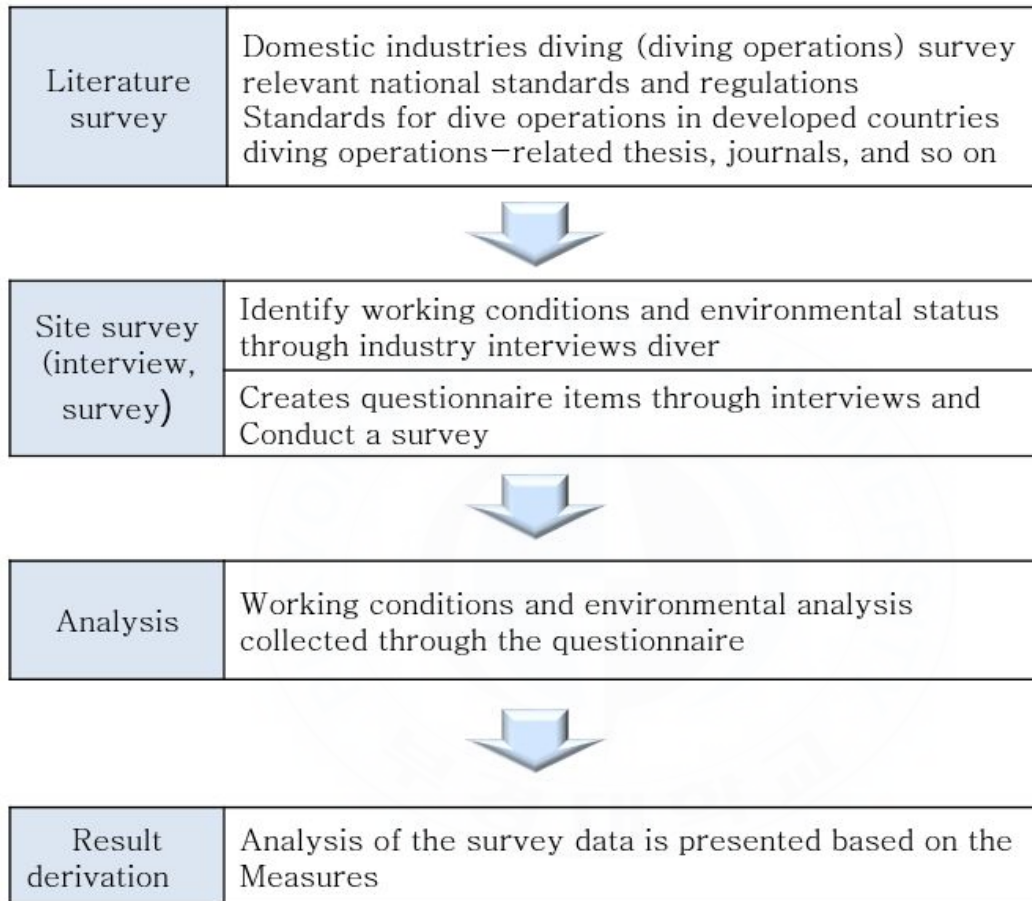 Literature
survey
Domestic industries diving (diving operations) survey
relevant national standards and regulations
Standards for dive operations in developed countries
diving operations-related thesis, journals, and so on
Site survey
(interview,
survey)
Identify working conditions and environmental status
through industry interviews diver
Creates questionnaire items through interviews and
Conduct a survey
Analysis
Working conditions and environmental analysis
collected through the questionnaire
Result
derivation
Analysis of the survey data is presented based on the
Measures